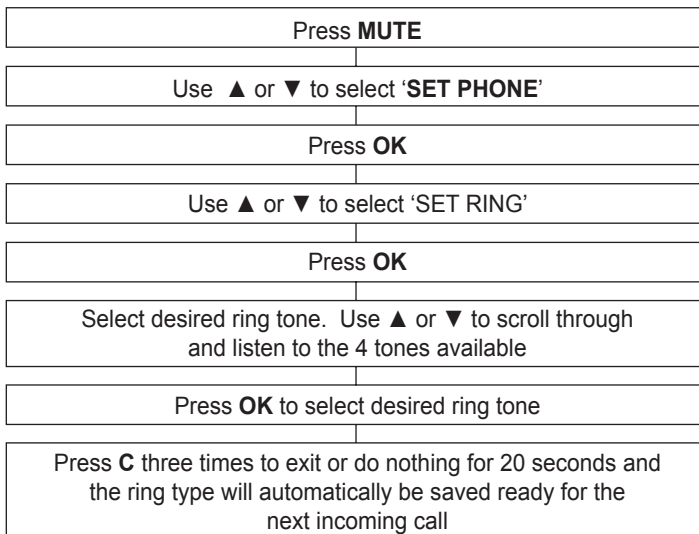 Press MUTE
Use ▲ or ▼ to select ‘SET PHONE’
Press OK
Use ▲ or ▼ to select ‘SET RING’
Press OK
Select desired ring tone. Use ▲ or ▼ to scroll through
and listen to the 4 tones available
Press OK to select desired ring tone
Press C three times to exit or do nothing for 20 seconds and
the ring type will automatically be saved ready for the
next incoming call